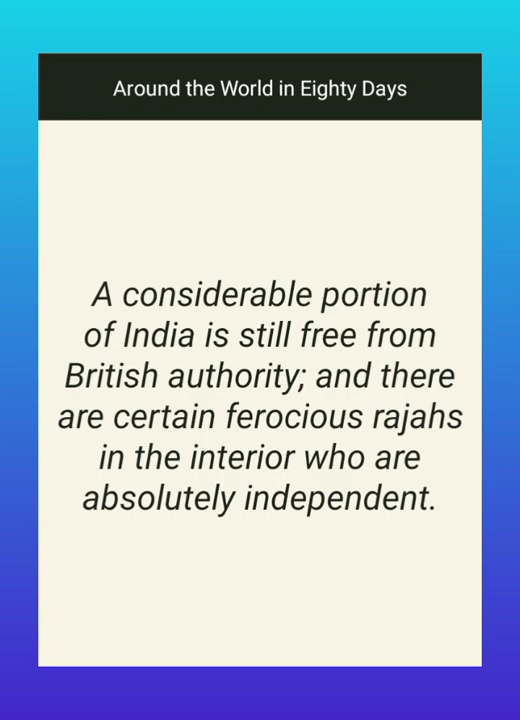 Around the World in Eighty Days
A considerable portion
of India is still free from
British authority; and there
are certain ferocious rajahs
in the interior who are
absolutely independent.